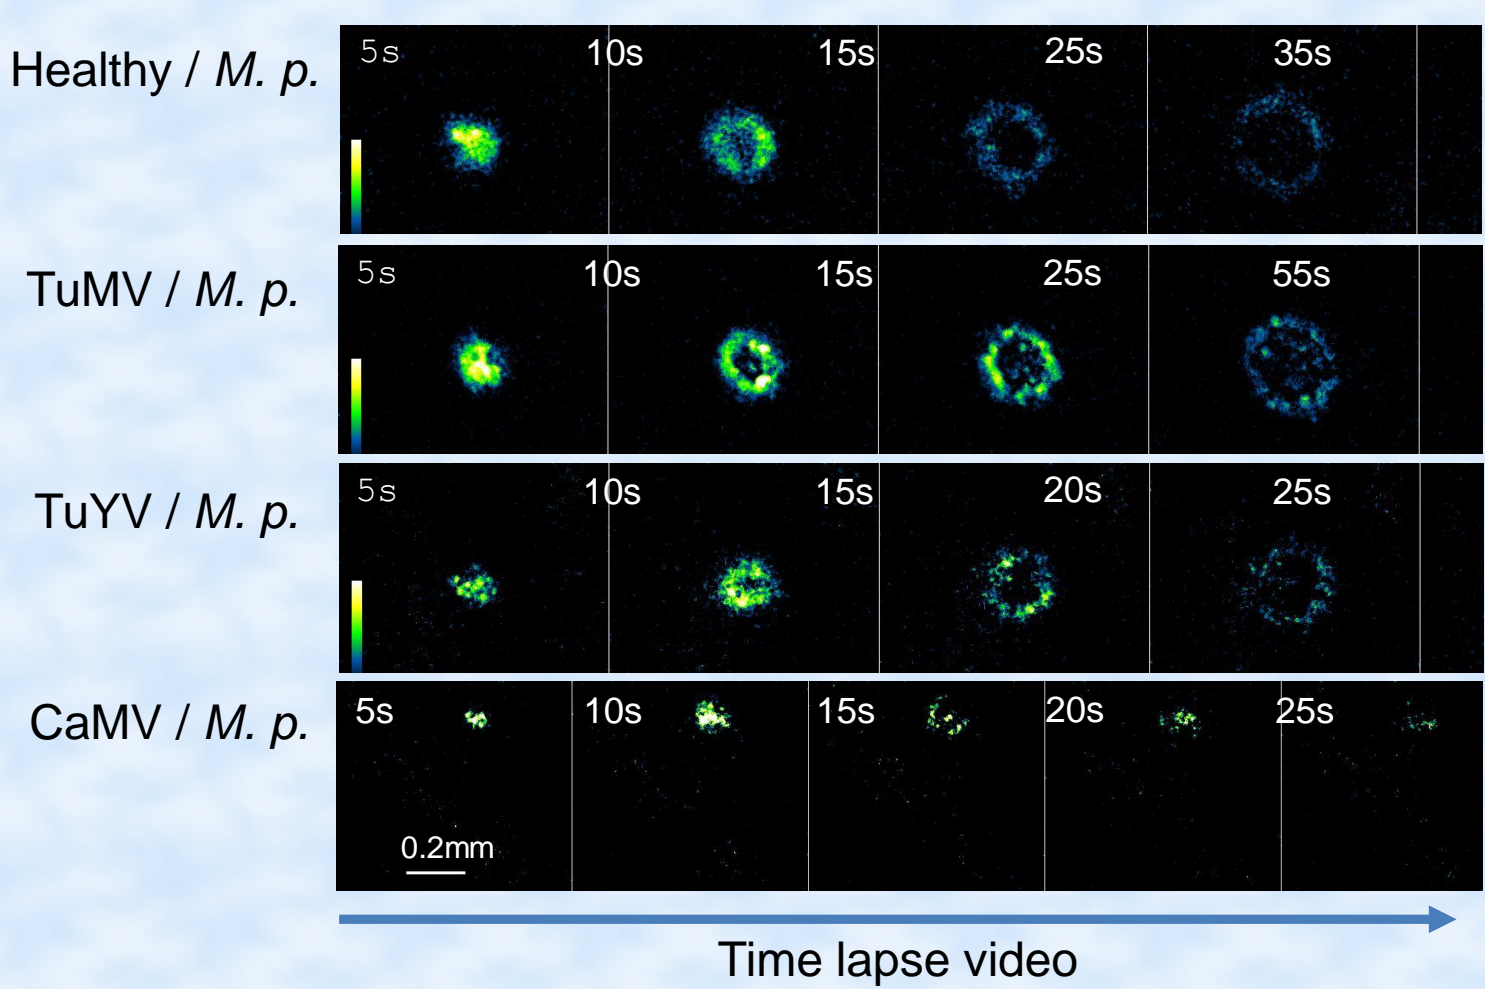 Healthy / M. p.
5s 10s 15s 25s 35s
TuMV / M. p.
5s 10s 15s 25s 55s
TuYV / M. p.
5s 10s 15s 20s 25s
CaMV / M. p.
5s 10s 15s 20s 25s
0.2mm
Time lapse video